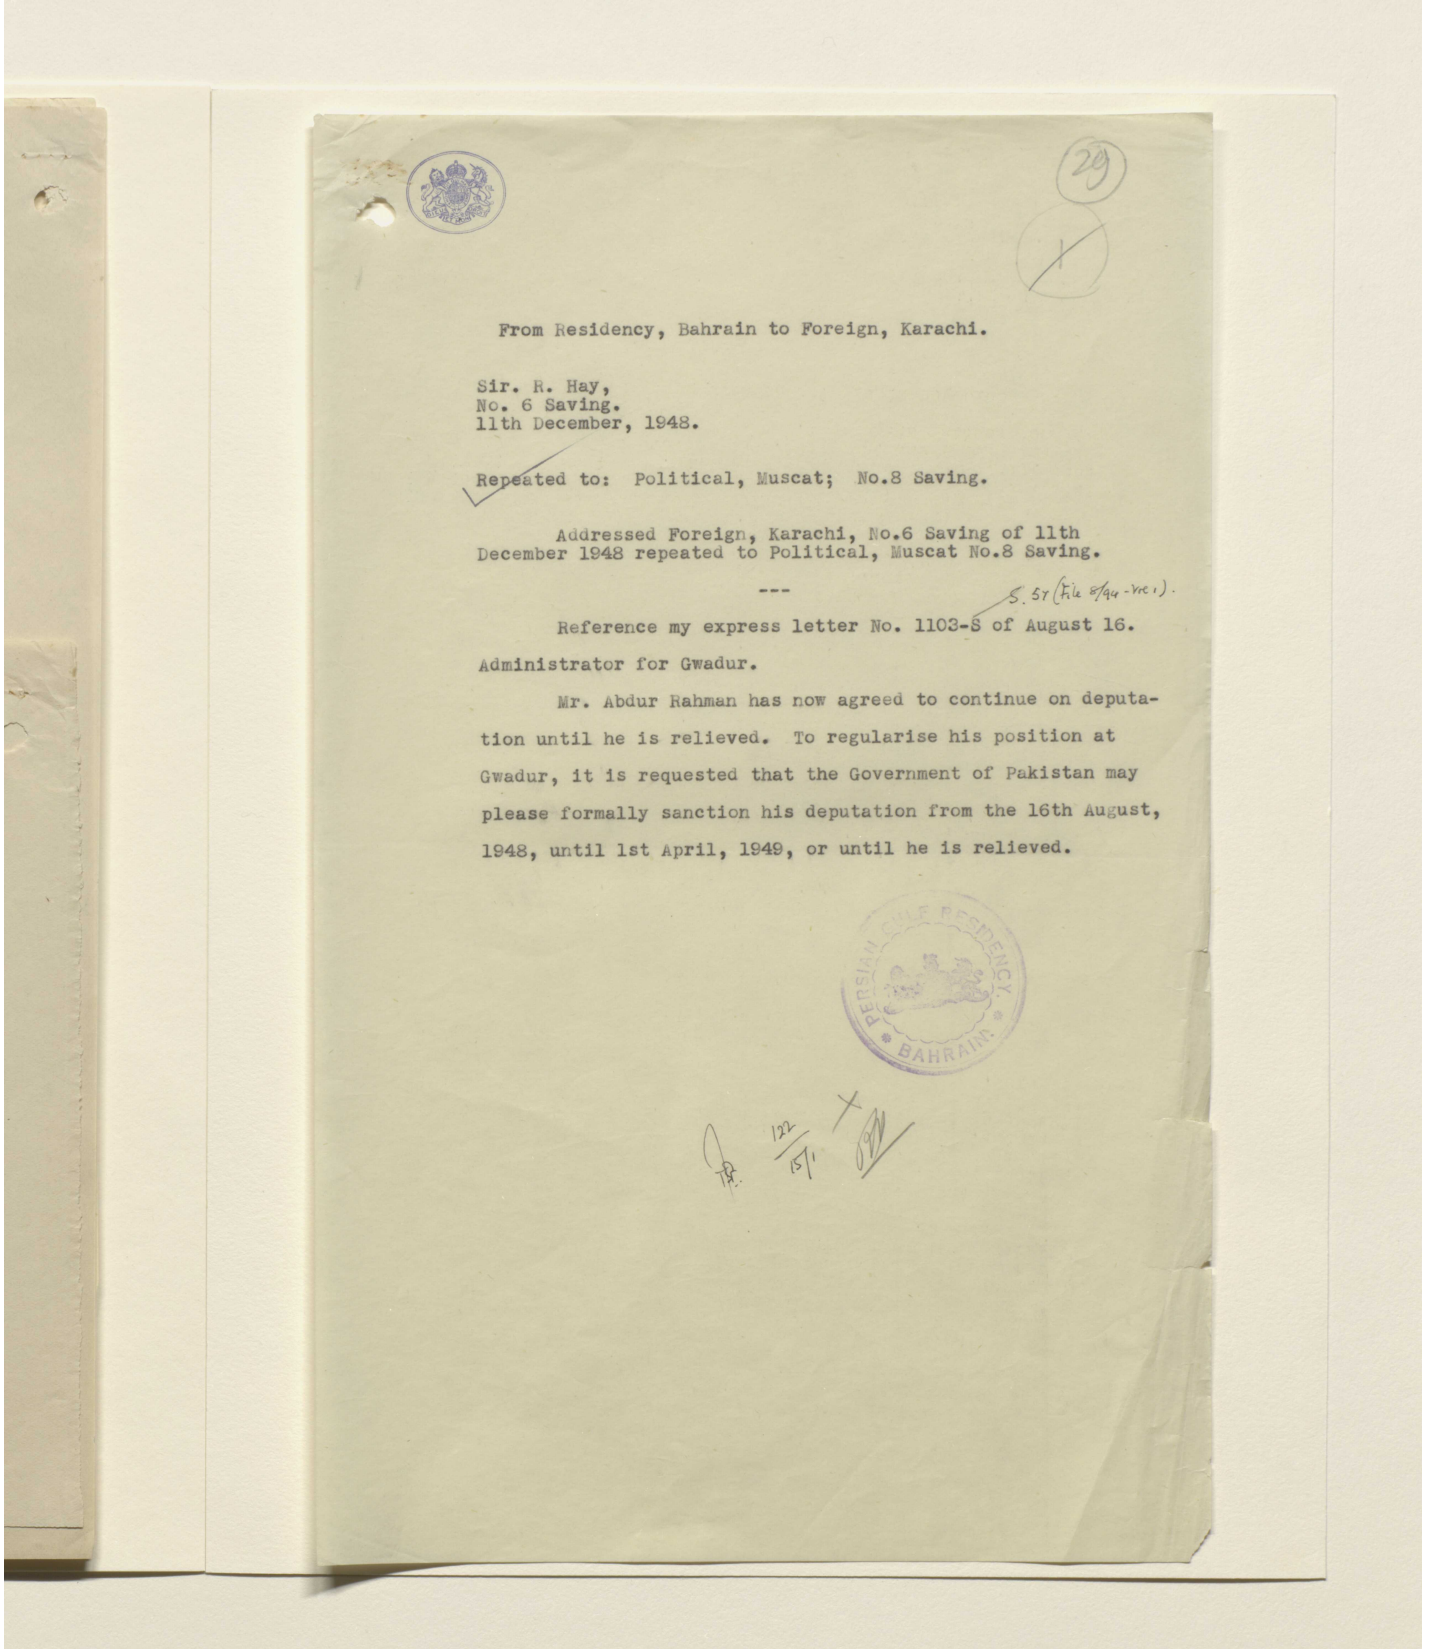 29
1
From Residency, Bahrain to Foreign, Karachi.
Sir. R. Hay,
No. 6 Saving.
11th December, 1948.
Repeated to: Political, Muscat; No.8 Saving.
Addressed Foreign, Karachi, No.6 Saving of 11th
December 1948 repeated to Political, Muscat No.8 Saving.
---
S. 57 (File 8/94
Reference my express letter No. 1103-S of August 16.
Administrator for Gwadur.
Mr. Abdur Rahman has now agreed to continue on deputa-
tion until he is relieved. To regularise his position at
Gwadur, it is requested that the Government of Pakistan may
please formally sanction his deputation from the 16th August,
1948, until 1st April, 1949, or until he is relieved.
PERSIAN GULF RESIDENCY.
* BAHRAIN. *
122
15/1